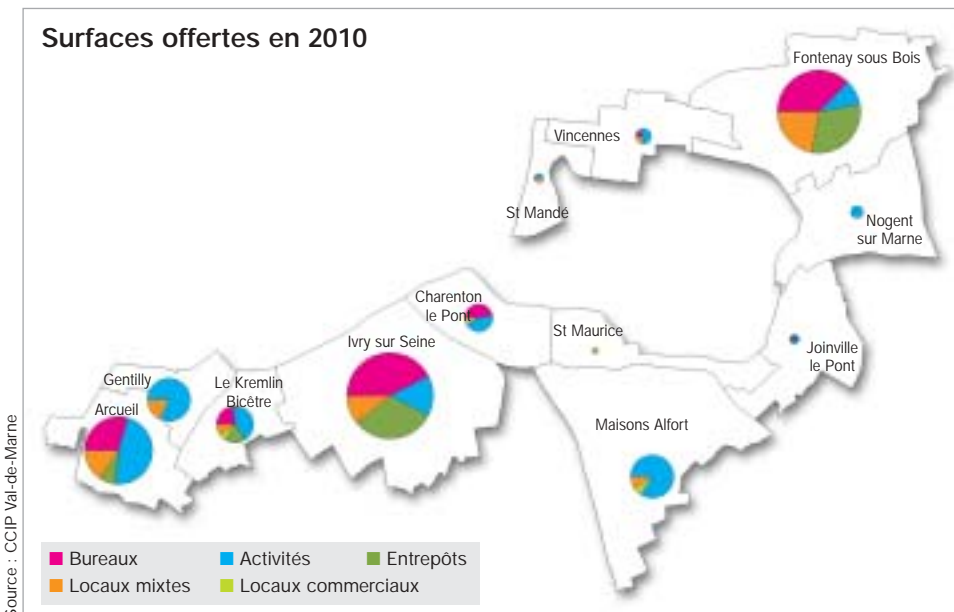 Surfaces offertes en 2010
Fontenay sous Bois
Vincennes
St Mandé
Nogent
sur Marne
Charenton
le Pont
St Maurice
Joinville
le Pont
Ivry sur Seine
Gentilly
Le Kremlin
Bicêtre
Arcueil
Maisons Alfort
Bureaux
Activités
Entrepôts
Locaux mixtes
Locaux commerciaux
Source : CCIP Val-de-Marne